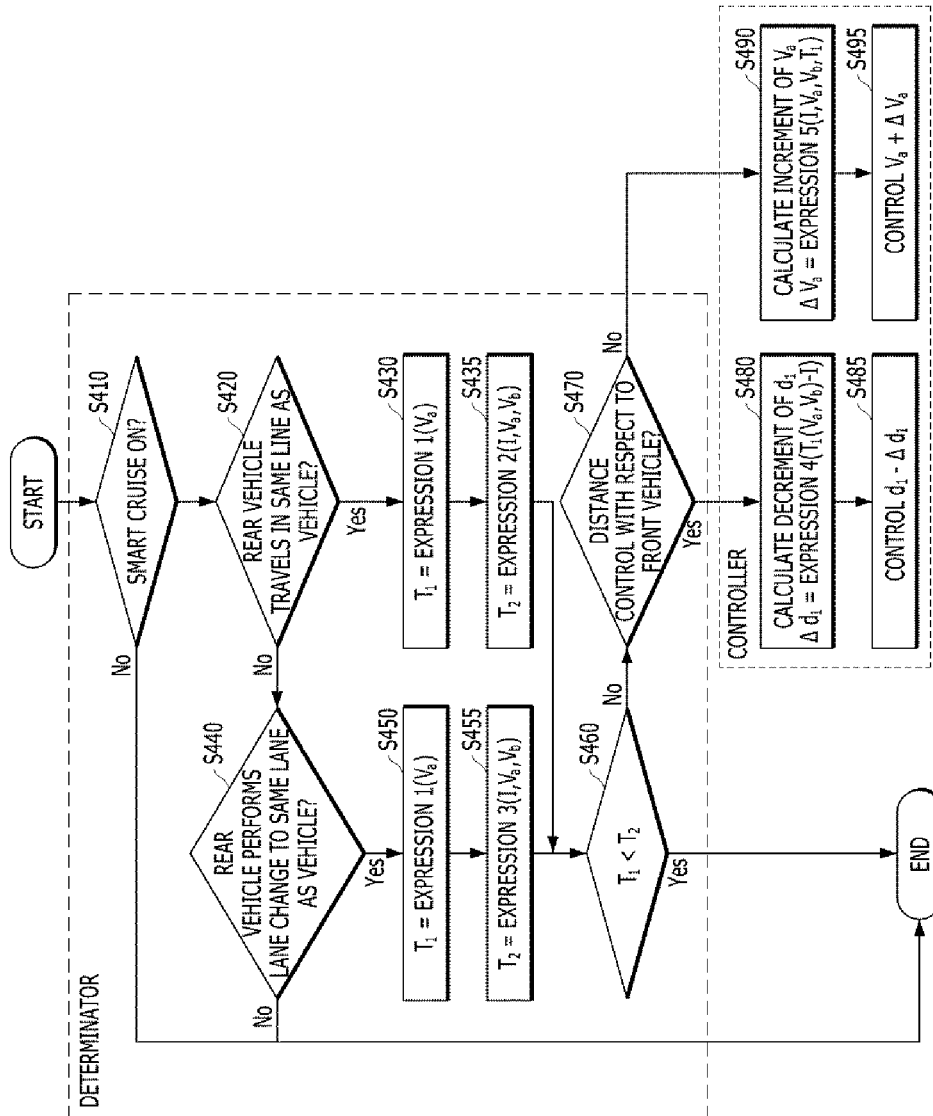 START
DETERMINATOR
S410
SMART CRUISE ON?
No
S420
REAR VEHICLE
TRAVELS IN SAME LINE AS
VEHICLE?
No
Yes
S440
REAR
VEHICLE PERFORMS
LANE CHANGE TO SAME LANE
AS VEHICLE?
No
Yes
S430
T₁ = EXPRESSION 1(Vₐ)
S435
T₂ = EXPRESSION 2(I,Vₐ,V_b)
S450
T₁ = EXPRESSION 1(Vₐ)
S455
T₂ = EXPRESSION 3(I,Vₐ,V_b)
S460
T₁ < T₂
No
Yes
S470
DISTANCE
CONTROL WITH RESPECT TO
FRONT VEHICLE?
No
Yes
CONTROLLER
S480
CALCULATE DECREMENT OF d₁
Δ d₁ = EXPRESSION 4(T₁(Vₐ,V_b)-I)
S485
CONTROL d₁ - Δ d₁
S490
CALCULATE INCREMENT OF Vₐ
Δ Vₐ = EXPRESSION 5(I,Vₐ,V_b,T₁)
S495
CONTROL Vₐ + Δ Vₐ
END